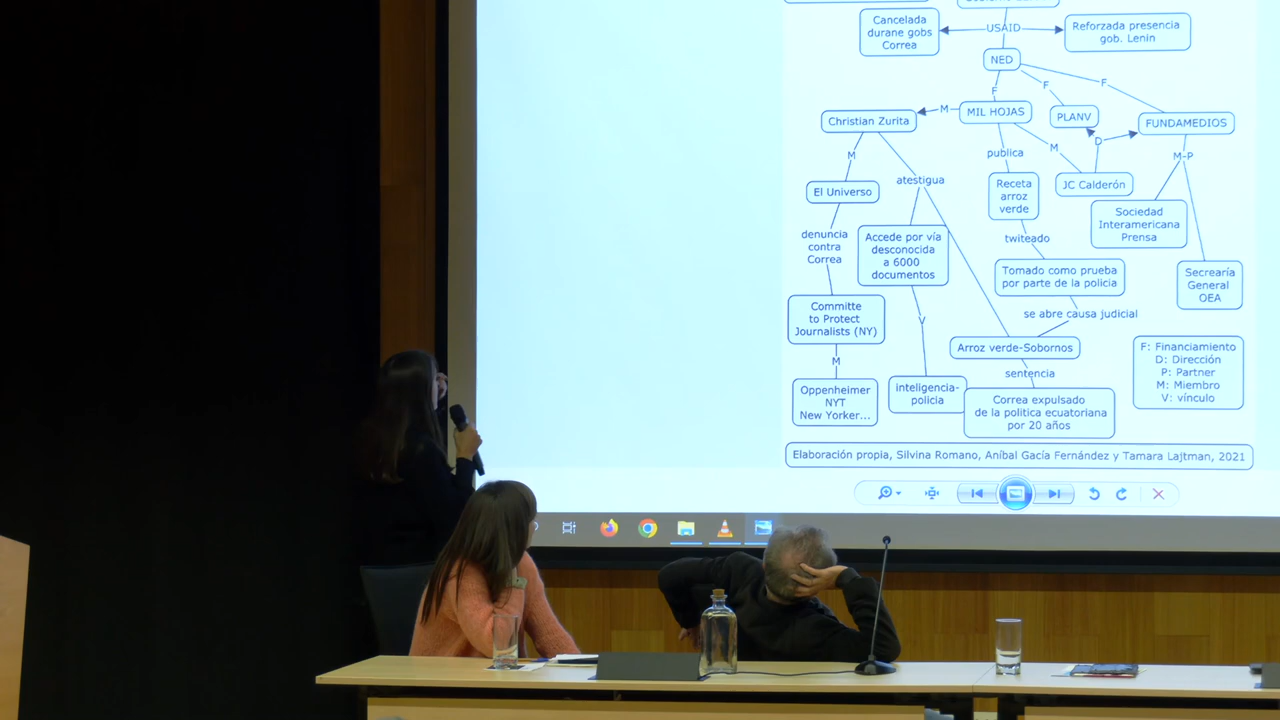 Cancelada
durane gobs
Correa
USAID
Reforzada presencia
gob. Lenin
NED
F
F
F
Christian Zurita
M
MIL HOJAS
PLANV
FUNDAMEDIOS
D
M
publica
M
M-P
atestigua
El Universo
Receta
arroz
verde
JC Calderón
Sociedad
Interamericana
Prensa
denuncia
contra
Correa
Accede por vía
desconocida
a 6000
documentos
twiteado
Tomado como prueba
por parte de la policia
Secrearía
General
OEA
Committe
to Protect
Journalists (NY)
V
se abre causa judicial
Arroz verde-Sobornos
M
sentencia
Oppenheimer
NYT
New Yorker...
inteligencia-
policia
Correa expulsado
de la politica ecuatoriana
por 20 años
F: Financiamiento
D: Dirección
P: Partner
M: Miembro
V: vínculo
Elaboración propia, Silvina Romano, Aníbal Gacía Fernández y Tamara Lajtman, 2021